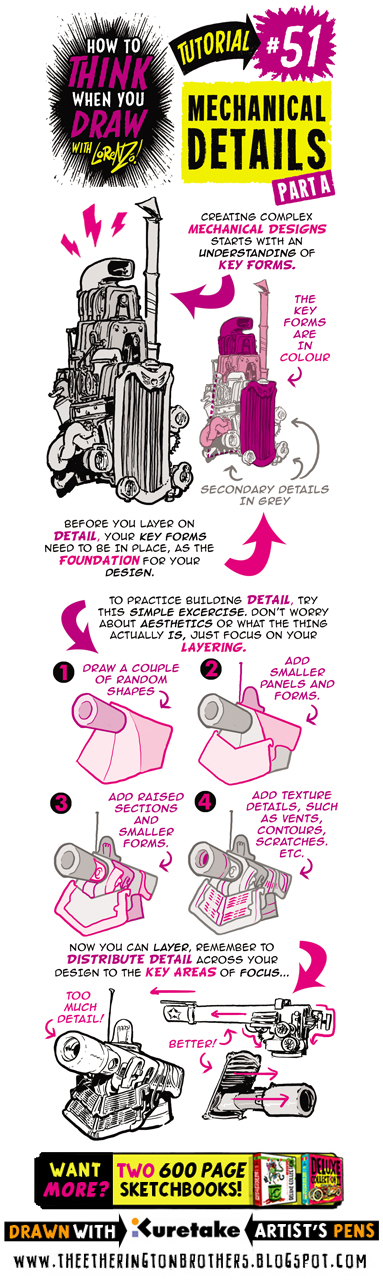 HOW TO
THINK
WHEN YOU
DRAW
WITH LORENZO!
TUTORIAL
#51
MECHANICAL
DETAILS
PART A
CREATING COMPLEX
MECHANICAL DESIGNS
STARTS WITH AN
UNDERSTANDING OF
KEY FORMS.
THE
KEY
FORMS
ARE
IN
COLOUR
SECONDARY DETAILS
IN GREY
BEFORE YOU LAYER ON
DETAIL, YOUR KEY FORMS
NEED TO BE IN PLACE, AS THE
FOUNDATION FOR YOUR
DESIGN.
TO PRACTICE BUILDING DETAIL, TRY
THIS SIMPLE EXCERCISE. DON'T WORRY
ABOUT AESTHETICS OR WHAT THE THING
ACTUALLY IS, JUST FOCUS ON YOUR
LAYERING.
1
DRAW A COUPLE
OF RANDOM
SHAPES
2
ADD
SMALLER
PANELS AND
FORMS.
3
ADD RAISED
SECTIONS
AND
SMALLER
FORMS.
4
ADD TEXTURE
DETAILS, SUCH
AS VENTS,
CONTOURS,
SCRATCHES.
ETC.
NOW YOU CAN LAYER, REMEMBER TO
DISTRIBUTE DETAIL ACROSS YOUR
DESIGN TO THE KEY AREAS OF FOCUS...
TOO
MUCH
DETAIL!
BETTER!
WANT
MORE?
TWO 600 PAGE
SKETCHBOOKS!
DELUXE
COLLECTION
DRAWN WITH
Kuretake
ARTIST'S PENS
WWW.THEETHERINGTONBROTHERS.BLOGSPOT.COM